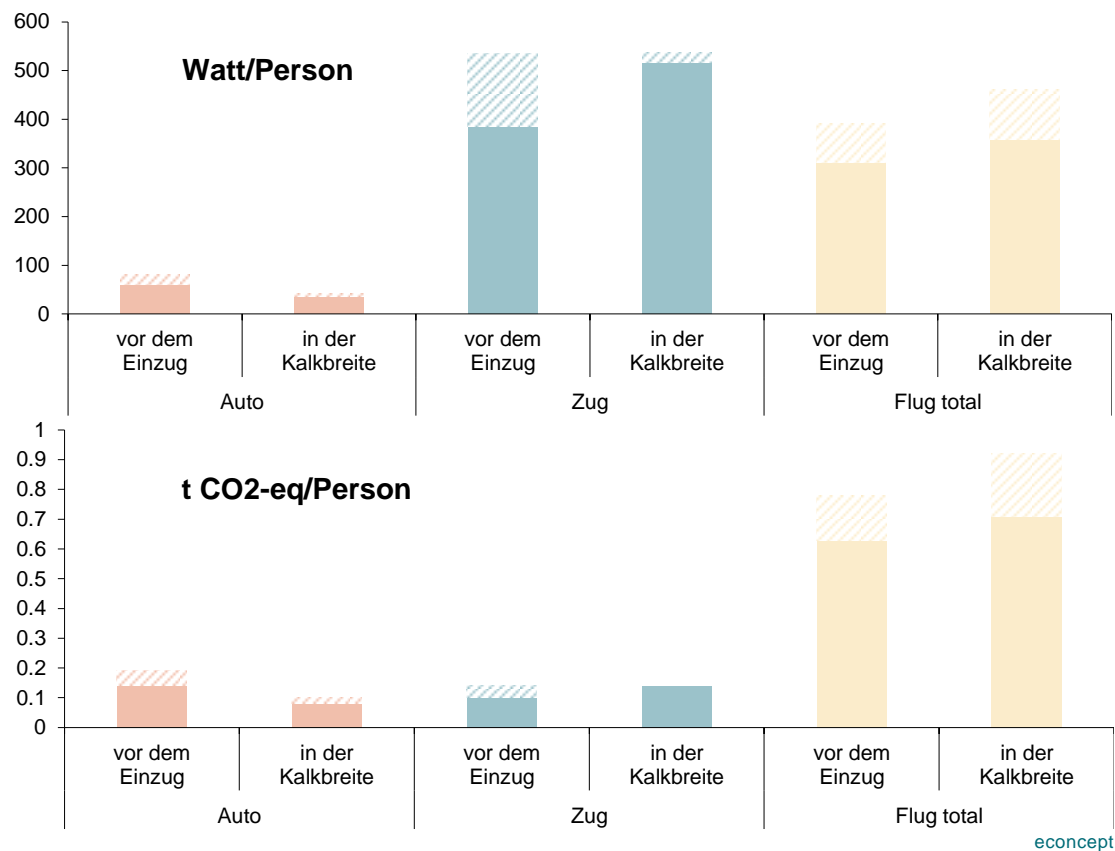 600
Watt/Person
500
400
300
200
100
0
vor dem
Einzug
in der
Kalkbreite
vor dem
Einzug
in der
Kalkbreite
vor dem
Einzug
in der
Kalkbreite
Auto
Zug
Flug total
1
0.9
0.8
t CO2-eq/Person
0.7
0.6
0.5
0.4
0.3
0.2
0.1
0
vor dem
Einzug
in der
Kalkbreite
vor dem
Einzug
in der
Kalkbreite
vor dem
Einzug
in der
Kalkbreite
Auto
Zug
Flug total
econcept